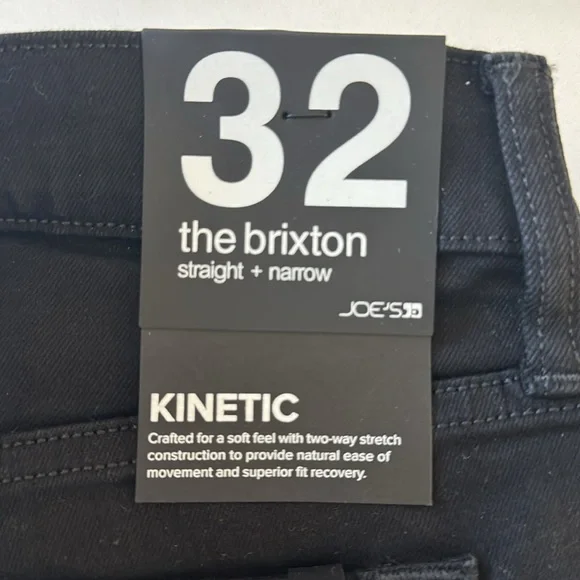 32
the brixton
straight + narrow
JOE'S
KINETIC
Crafted for a soft feel with two-way stretch
construction to provide natural ease of
movement and superior fit recovery.